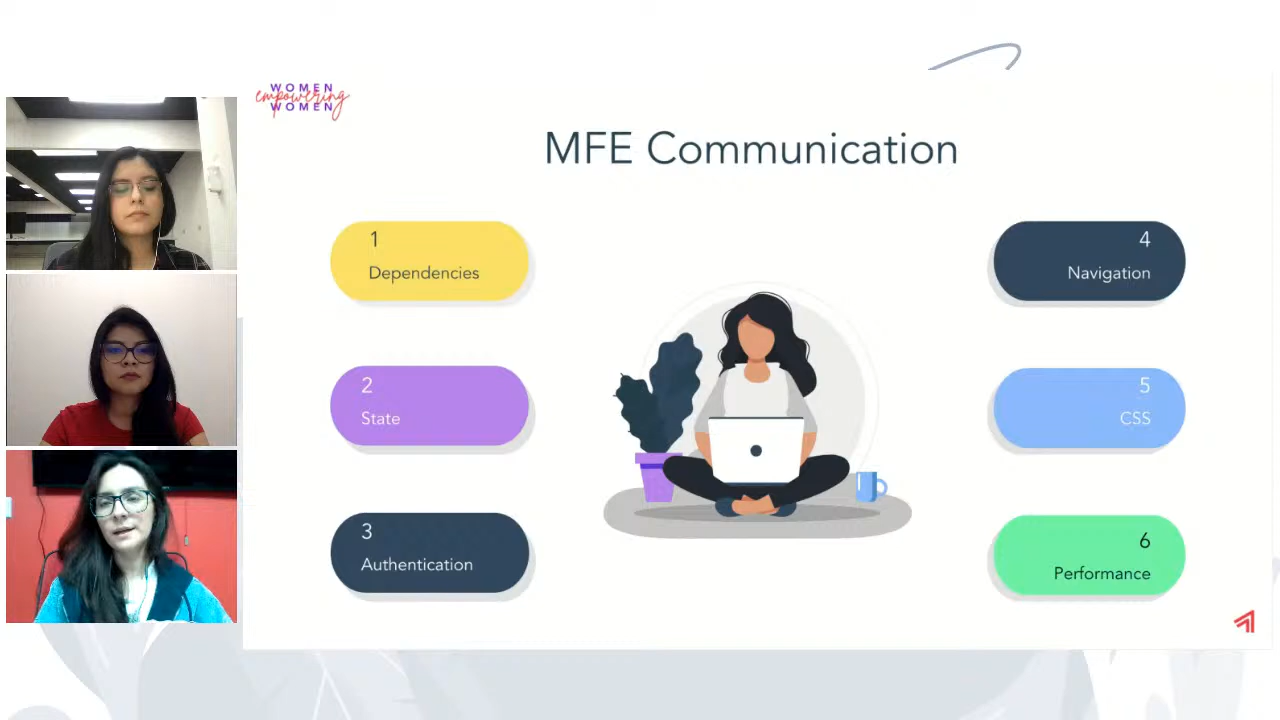 WOMEN
empowering
WOMEN
MFE Communication
1
Dependencies
2
State
3
Authentication
4
Navigation
5
CSS
6
Performance